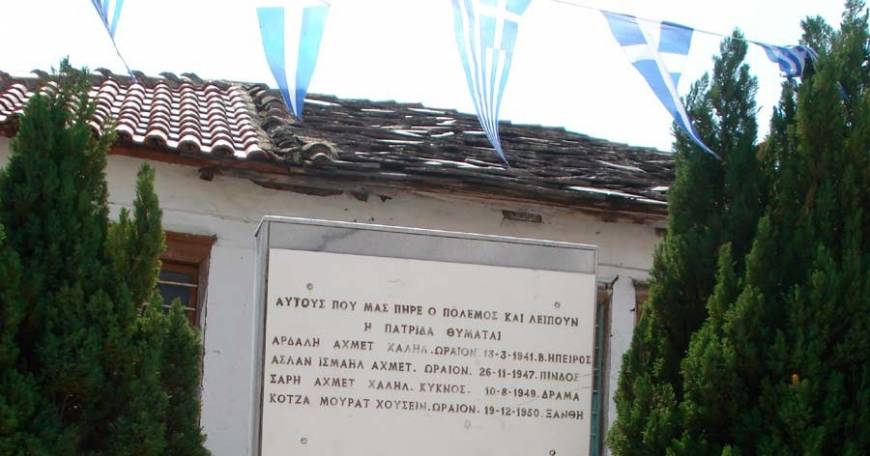 ΑΥΤΟΥΣ ΠΟΥ ΜΑΣ ΠΗΡΕ Ο ΠΟΛΕΜΟΣ ΚΑΙ ΛΕΙΠΟΥΝ
Η ΠΑΤΡΙΔΑ ΘΥΜΑΤΑΙ
ΑΡΔΑΛΗ ΑΧΜΕΤ ΧΑΛΗΛ. ΩΡΑΙΟΝ. 13-3-1941. Β. ΗΠΕΙΡΟΣ
ΑΣΛΑΝ ΙΣΜΑΗΛ ΑΧΜΕΤ. ΩΡΑΙΟΝ. 26-11-1947. ΠΙΝΔΟΣ
ΣΑΡΗ ΑΧΜΕΤ ΧΑΛΗΛ. ΚΥΚΝΟΣ. 10-8-1949. ΔΡΑΜΑ
ΚΟΤΖΑ ΜΟΥΡΑΤ ΧΟΥΣΕΙΝ. ΩΡΑΙΟΝ. 19-12-1950. ΞΑΝΘΗ